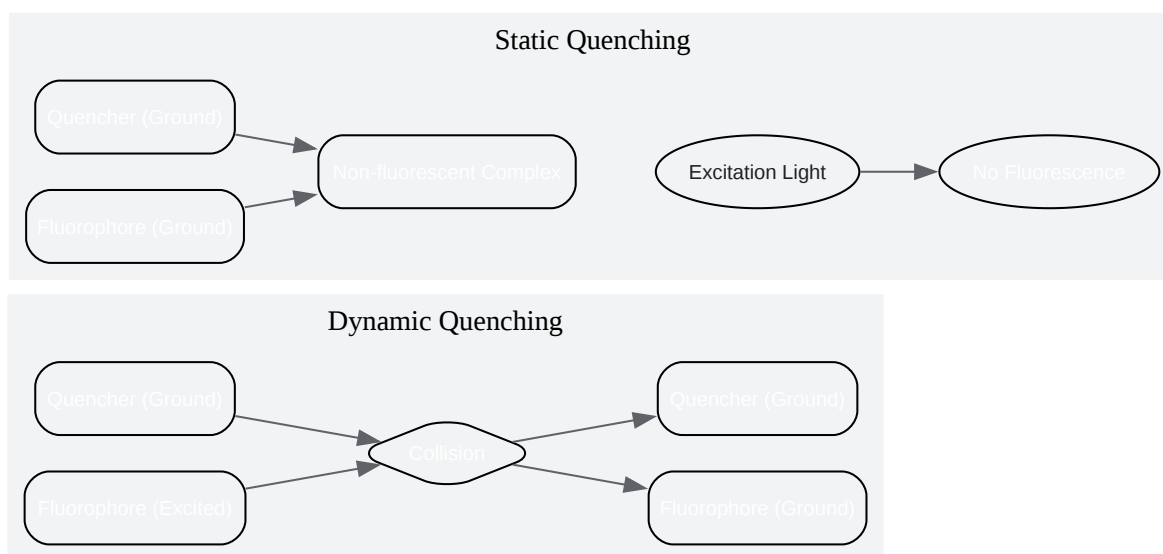 Static Quenching
Quencher (Ground)
Fluorophore (Ground)
Non-fluorescent Complex
Excitation Light
No Fluorescence
Dynamic Quenching
Quencher (Ground)
Fluorophore (Excited)
Collision
Quencher (Ground)
Fluorophore (Ground)